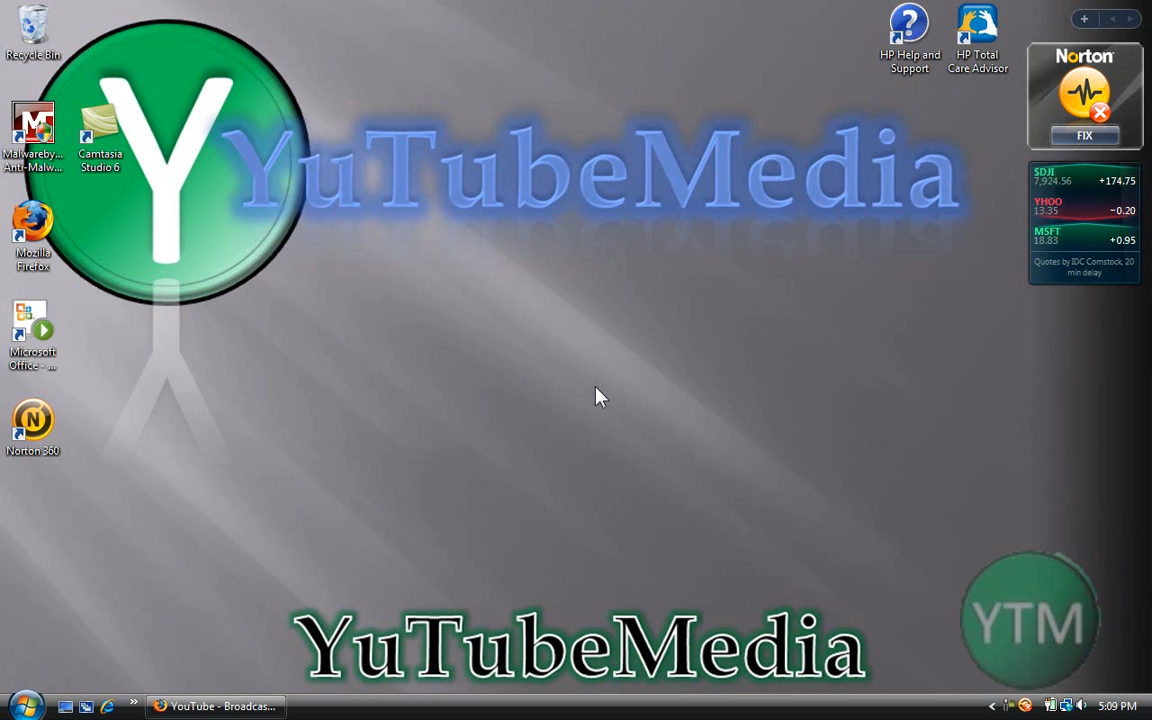 Recycle Bin
Malwareby...
Anti-Malw...
Camtasia
Studio 6
Mozilla
Firefox
Microsoft
Office - ...
N
Norton 360
Y
YuTubeMedia
HP Help and
Support
HP Total
Care Advisor
Norton
FIX
$DJI
7,924.56 +174.75
YHOO
13.35 −0.20
MSFT
18.83 +0.95
Quotes by IDC Comstock, 20
min delay
YuTubeMedia
YTM
YouTube - Broadcas...
5:09 PM